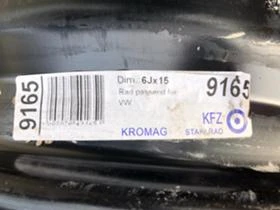 9165
Dim.: 6Jx15
Rad passend für
VW
KROMAG
9165
KFZ
STAHLRAD